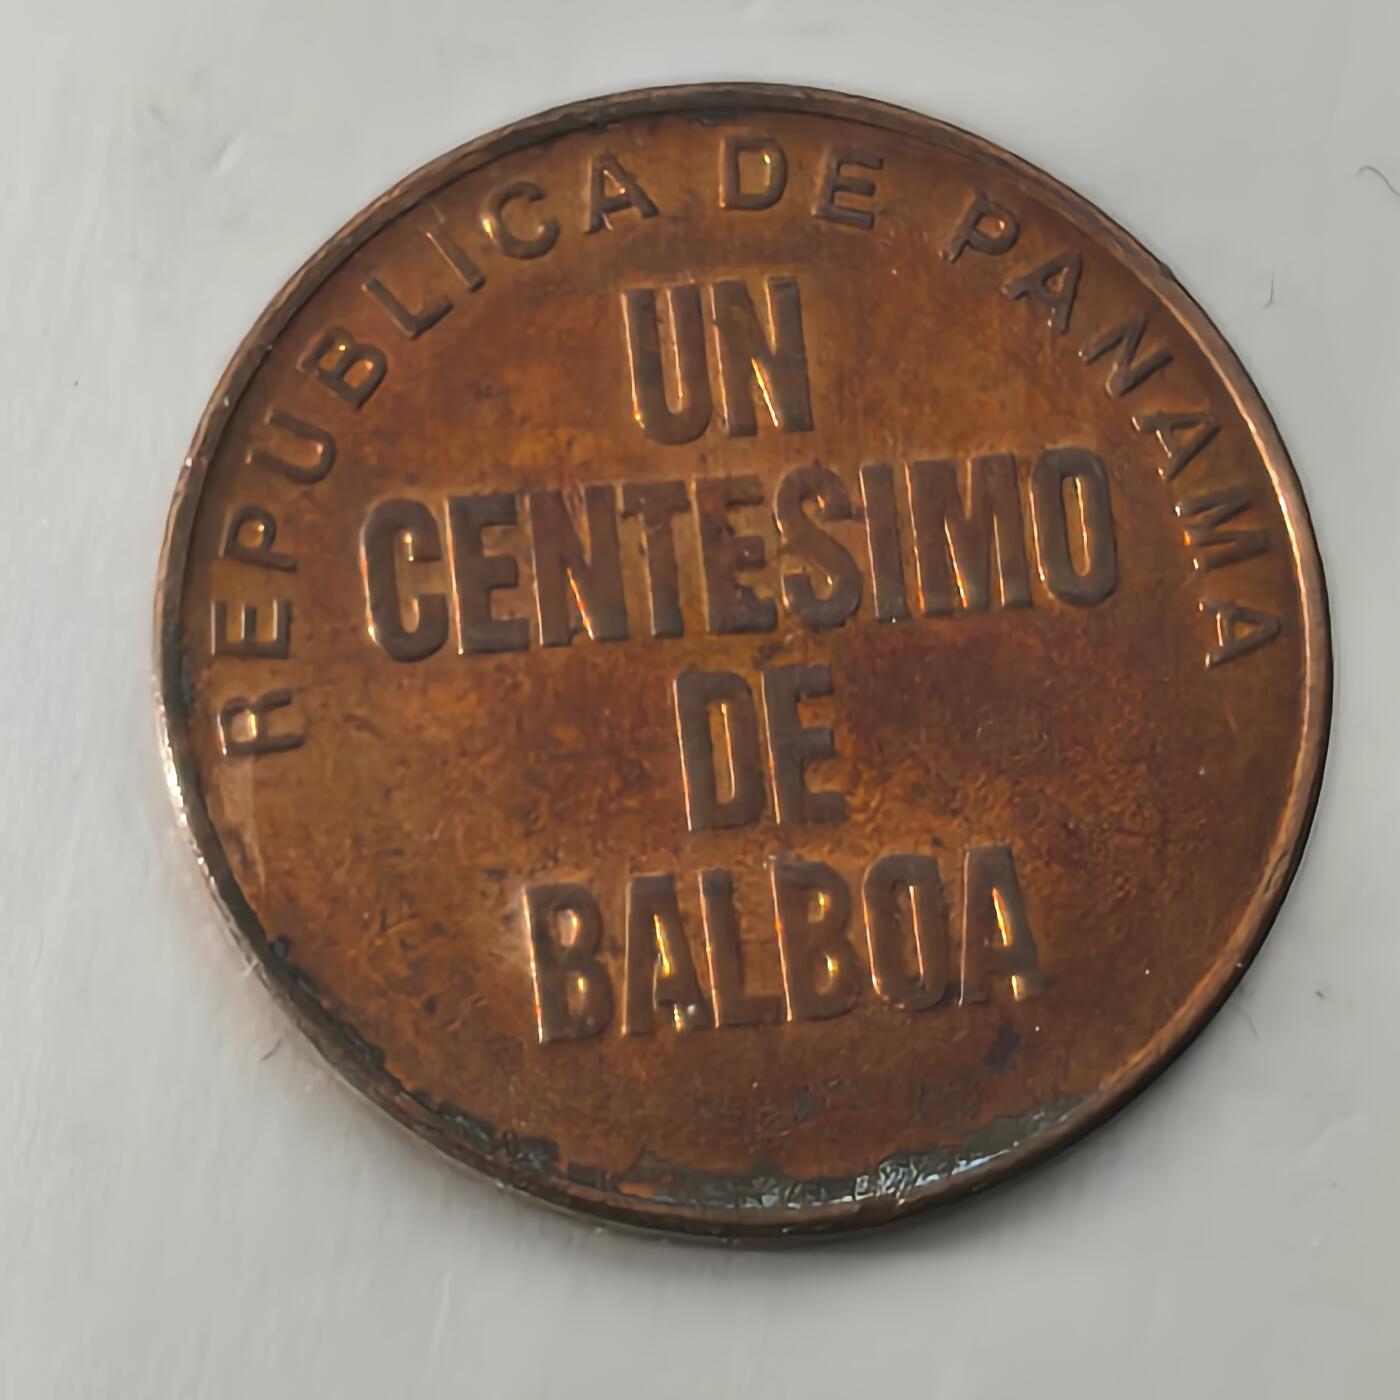 REPUBLICA DE PANAMA
UN
CENTESIMO
DE
BALBOA